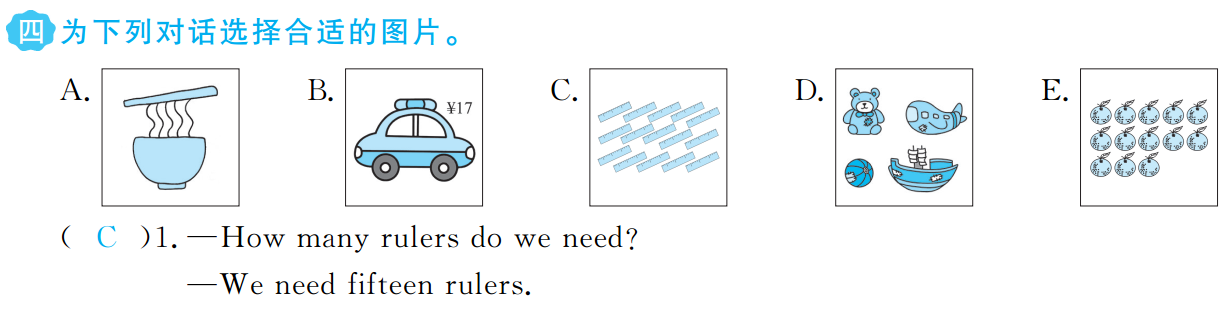 四 为下列对话选择合适的图片。
A. B. ¥17 C. D. E.
( C )1. —How many rulers do we need?
—We need fifteen rulers.